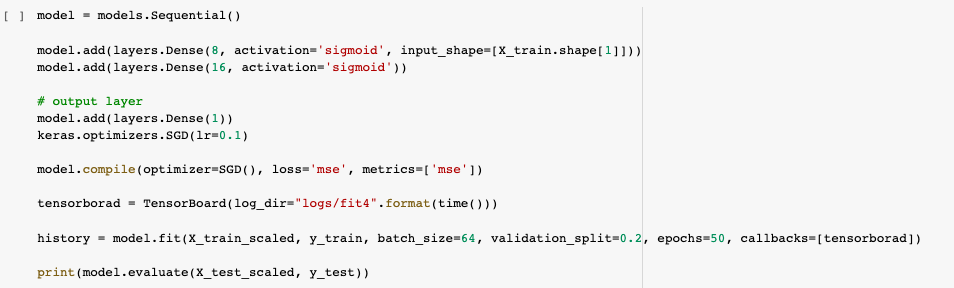 [ ] model = models.Sequential()
model.add(layers.Dense(8, activation='sigmoid', input_shape=[X_train.shape[1]]))
model.add(layers.Dense(16, activation='sigmoid'))
# output layer
model.add(layers.Dense(1))
keras.optimizers.SGD(lr=0.1)
model.compile(optimizer=SGD(), loss='mse', metrics=['mse'])
tensorborad = TensorBoard(log_dir="logs/fit4".format(time()))
history = model.fit(X_train_scaled, y_train, batch_size=64, validation_split=0.2, epochs=50, callbacks=[tensorborad])
print(model.evaluate(X_test_scaled, y_test))